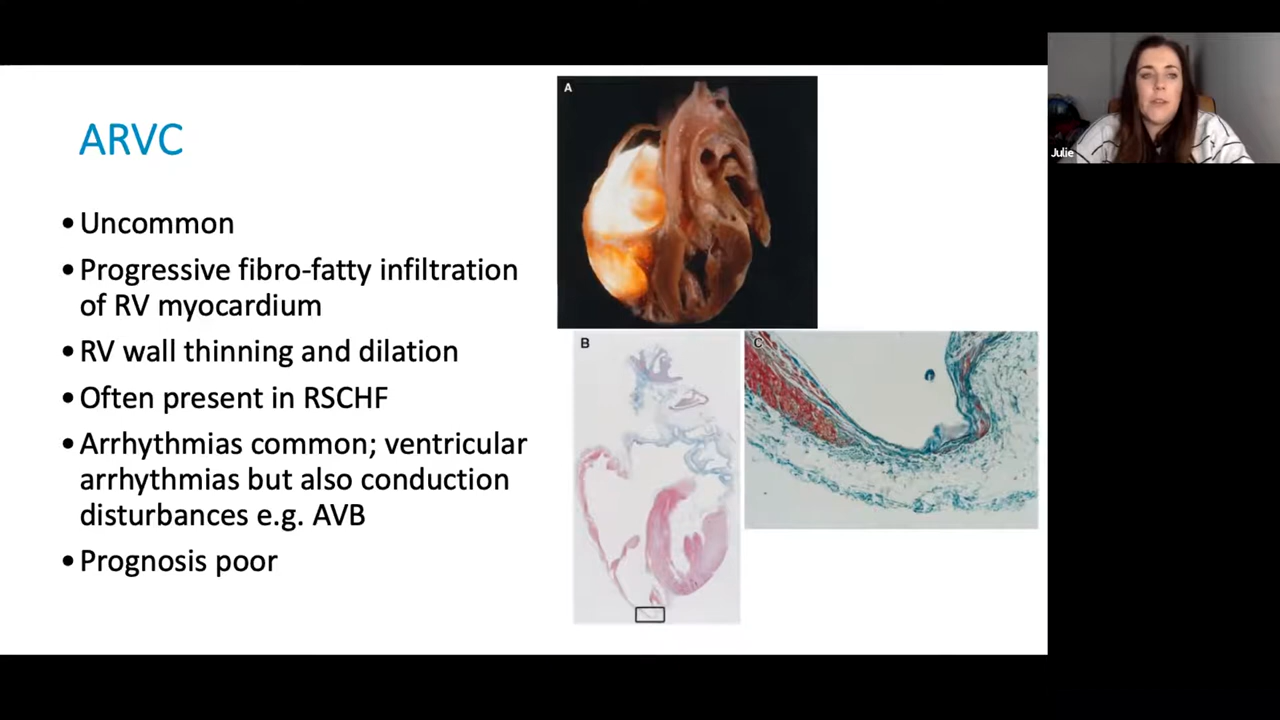 ARVC
•Uncommon
•Progressive fibro-fatty infiltration
of RV myocardium
•RV wall thinning and dilation
•Often present in RSCHF
•Arrhythmias common; ventricular
arrhythmias but also conduction
disturbances e.g. AVB
•Prognosis poor
A
B
C
Julie